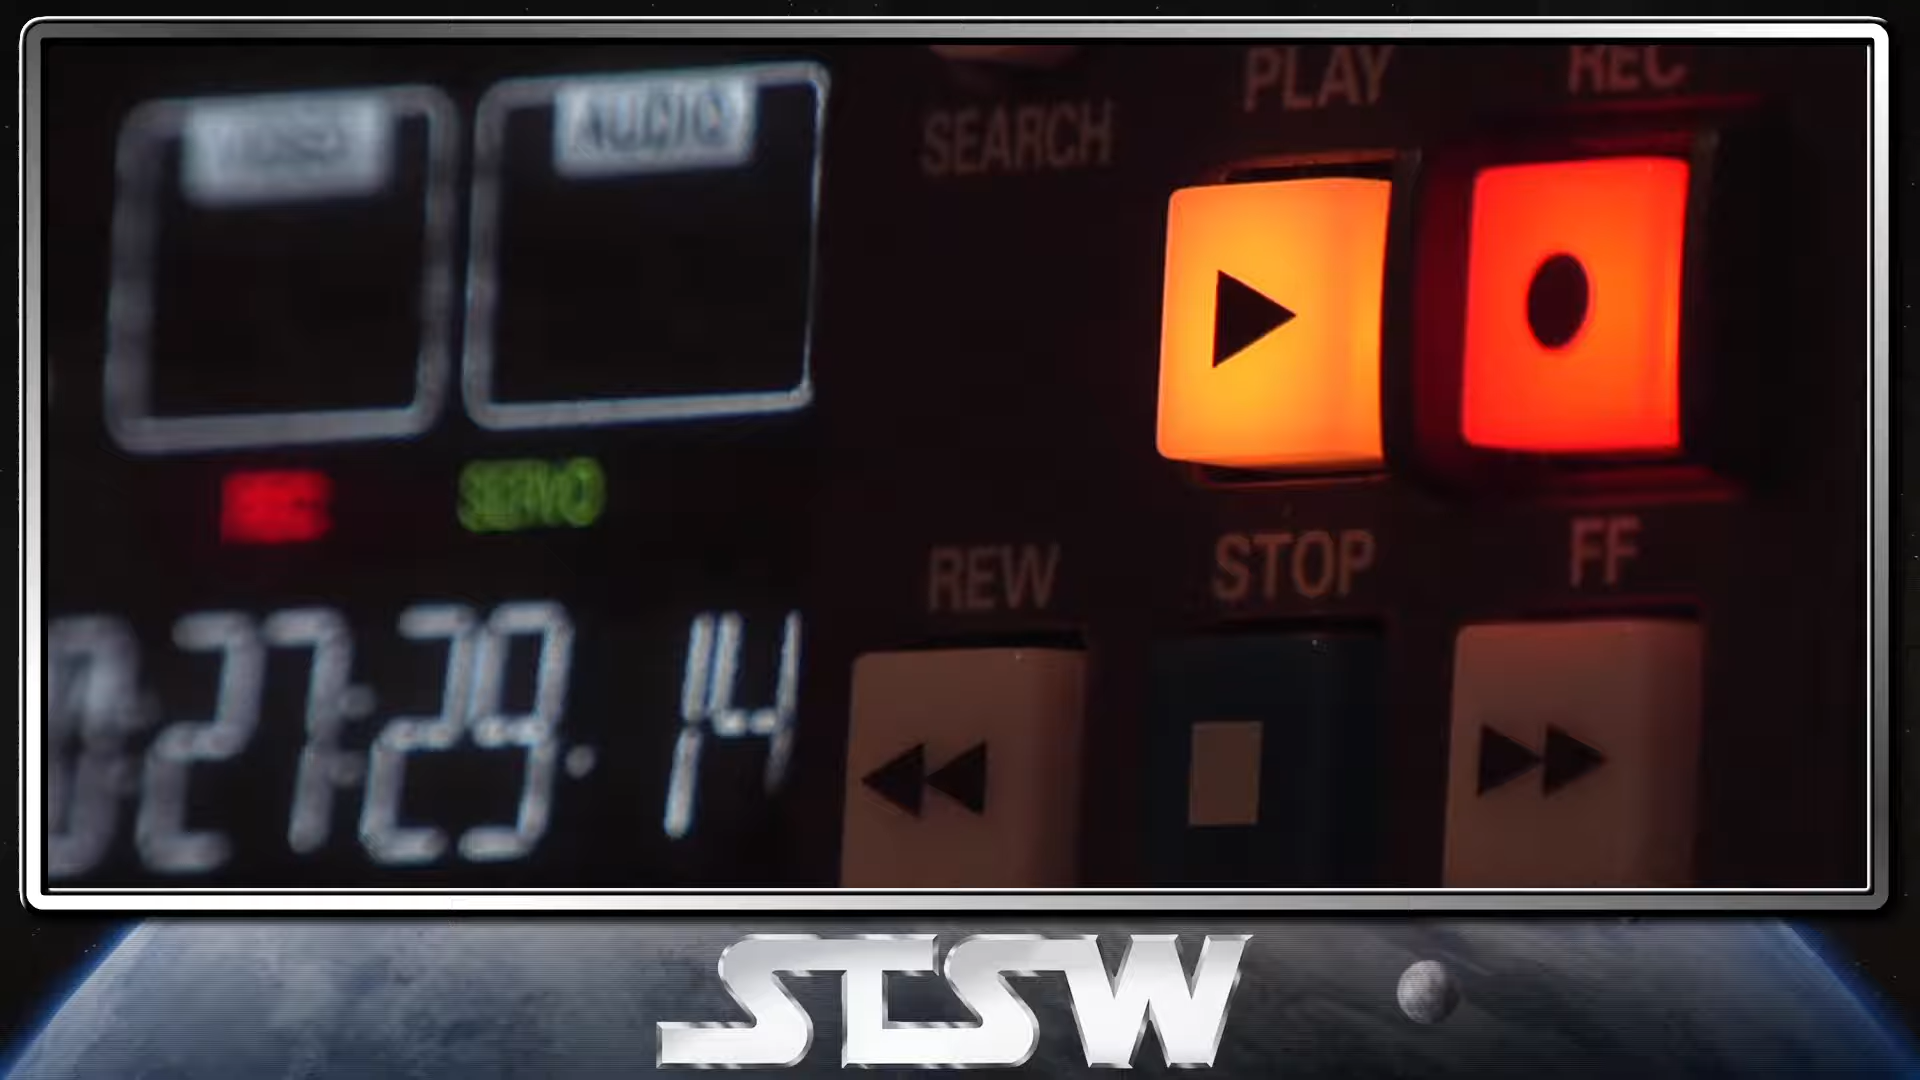 PLAY
REC
AUDIO
SEARCH
SERVO
REW
STOP
FF
27:29.14
STSW